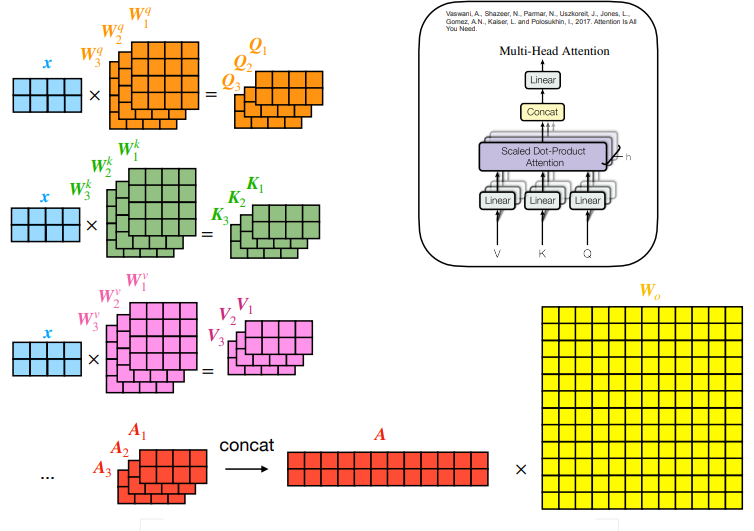 Vaswani, A., Shazeer, N., Parmar, N., Uszkoreit, J., Jones, L.,
Gomez, A.N., Kaiser, L. and Polosukhin, I., 2017. Attention Is All
You Need.
Multi-Head Attention
Linear
Concat
Scaled Dot-Product
Attention
h
Linear Linear Linear
V K Q
x × W₃^q W₂^q W₁^q = Q₃ Q₂ Q₁
x × W₃^k W₂^k W₁^k = K₃ K₂ K₁
x × W₃^v W₂^v W₁^v = V₃ V₂ V₁
... A₃ A₂ A₁ concat A × Wₒ